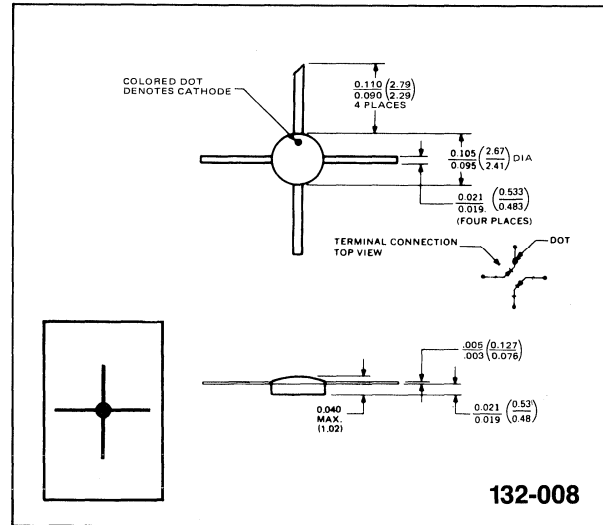 COLORED DOT
DENOTES CATHODE
0.110 (2.79)
0.090 (2.29)
4 PLACES
0.105 (2.67) DIA
0.095 (2.41)
0.021 (0.533)
0.019. (0.483)
(FOUR PLACES)
TERMINAL CONNECTION
TOP VIEW
DOT
.005 (0.127)
.003 (0.076)
0.040
MAX.
(1.02)
0.021 (0.53)
0.019 (0.48)
132-008